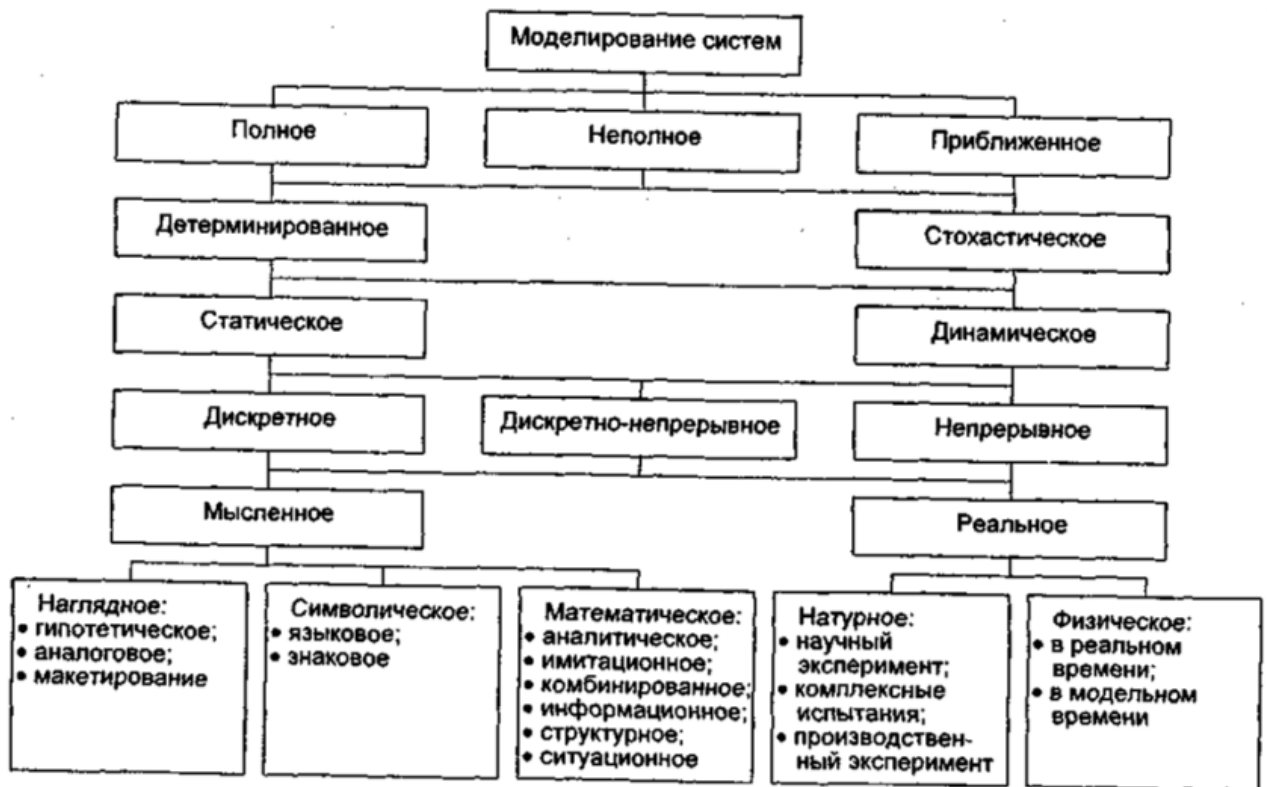 Моделирование систем
Полное
Неполное
Приближенное
Детерминированное
Стохастическое
Статическое
Динамическое
Дискретное
Дискретно-непрерывное
Непрерывное
Мысленное
Реальное
Наглядное:
• гипотетическое;
• аналоговое;
• макетирование
Символическое:
• языковое;
• знаковое
Математическое:
• аналитическое;
• имитационное;
• комбинированное;
• информационное;
• структурное;
• ситуационное
Натурное:
• научный
эксперимент;
• комплексные
испытания;
• производствен-
ный эксперимент
Физическое:
• в реальном
времени;
• в модельном
времени